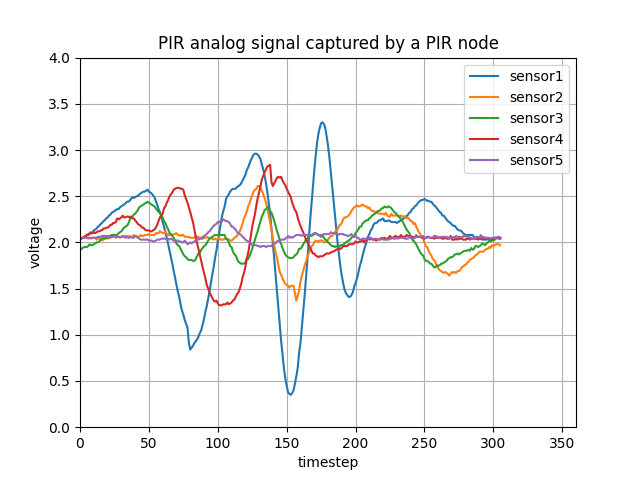 PIR analog signal captured by a PIR node
4.0
3.5
3.0
2.5
2.0
1.5
1.0
0.5
0.0
voltage
sensor1
sensor2
sensor3
sensor4
sensor5
0 50 100 150 200 250 300 350
timestep